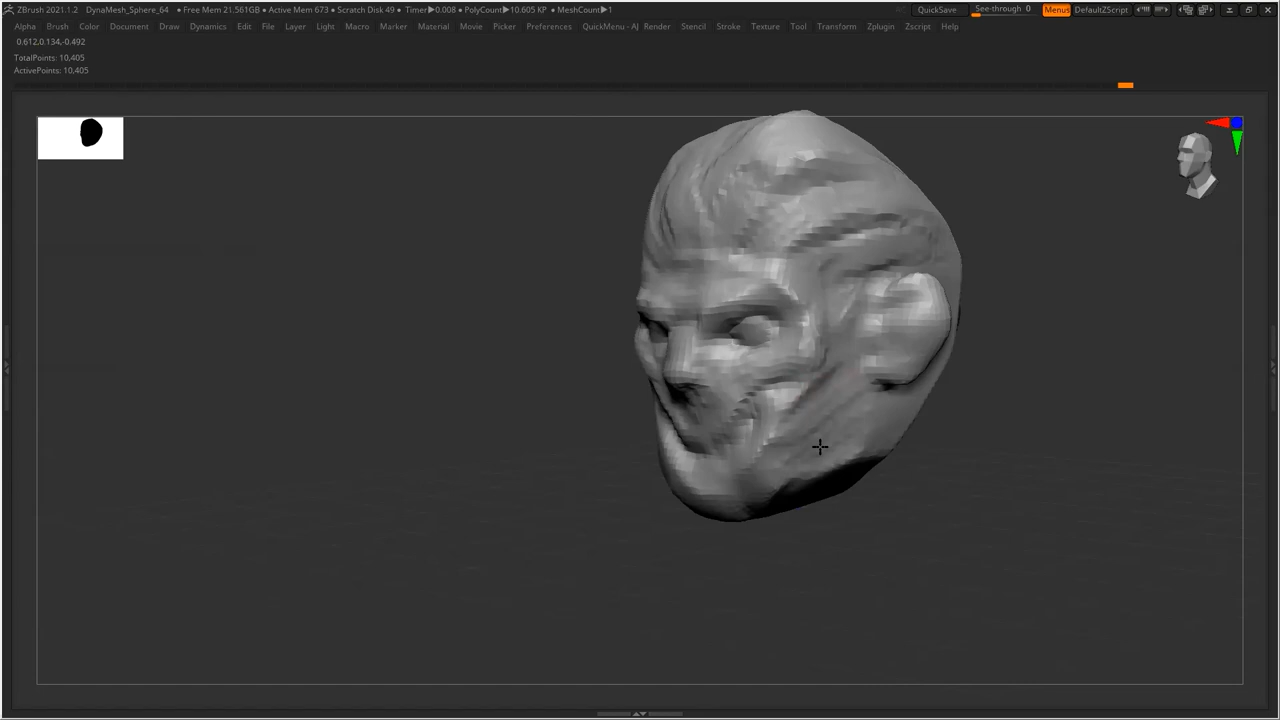 ZBrush 2021.1.2 DynaMesh_Sphere_64 • Free Mem 21,561GB • Active Mem 673 • Scratch Disk 49 • Timer▶0.008 • PolyCount▶10.605 KP • MeshCount▶1 QuickSave See-through 0 Menus DefaultZScript
Alpha Brush Color Document Draw Dynamics Edit File Layer Light Macro Marker Material Movie Picker Preferences QuickMenu - AJ Render Stencil Stroke Texture Tool Transform Zplugin Zscript Help
0.612,0.134,-0.492
TotalPoints: 10,405
ActivePoints: 10,405